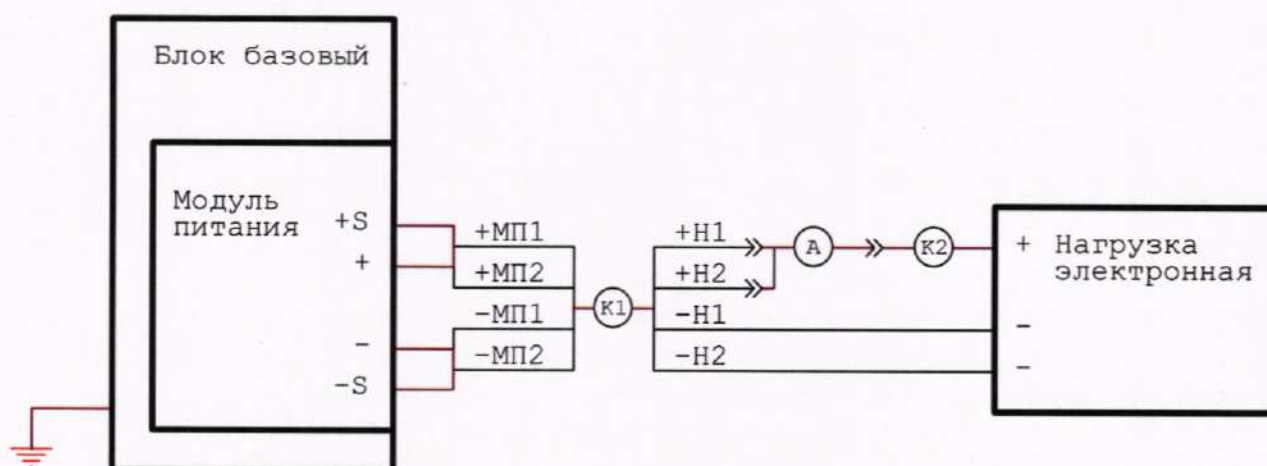 Блок базовый
Модуль
питания
+S
+
-
-S
+МП1
+МП2
-МП1
-МП2
К1
+Н1
+Н2
-Н1
-Н2
А
К2
+
-
-
Нагрузка
электронная